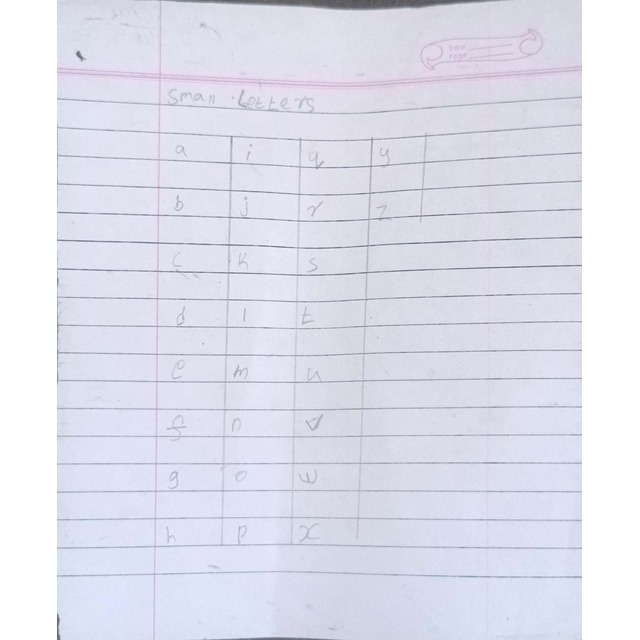 Date
Page
Small Letters
a i q y
b j r z
c k s
d l t
e m u
f n v
g o w
h p x